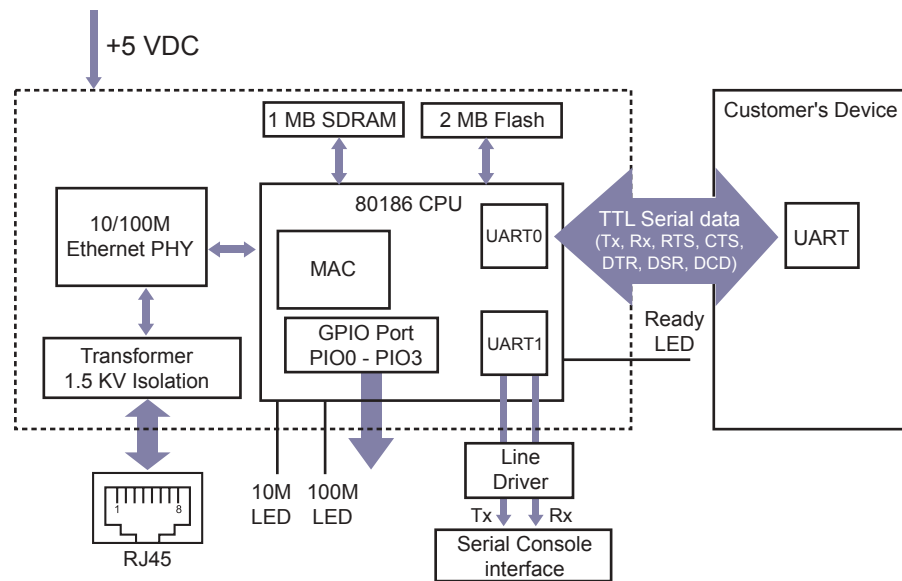 +5 VDC
1 MB SDRAM
2 MB Flash
Customer's Device
80186 CPU
10/100M
Ethernet PHY
MAC
UART0
TTL Serial data
(Tx, Rx, RTS, CTS,
DTR, DSR, DCD)
UART
GPIO Port
PIO0 - PIO3
UART1
Ready
LED
Transformer
1.5 KV Isolation
Line
Driver
10M
LED
100M
LED
1
8
RJ45
Tx
Rx
Serial Console
interface